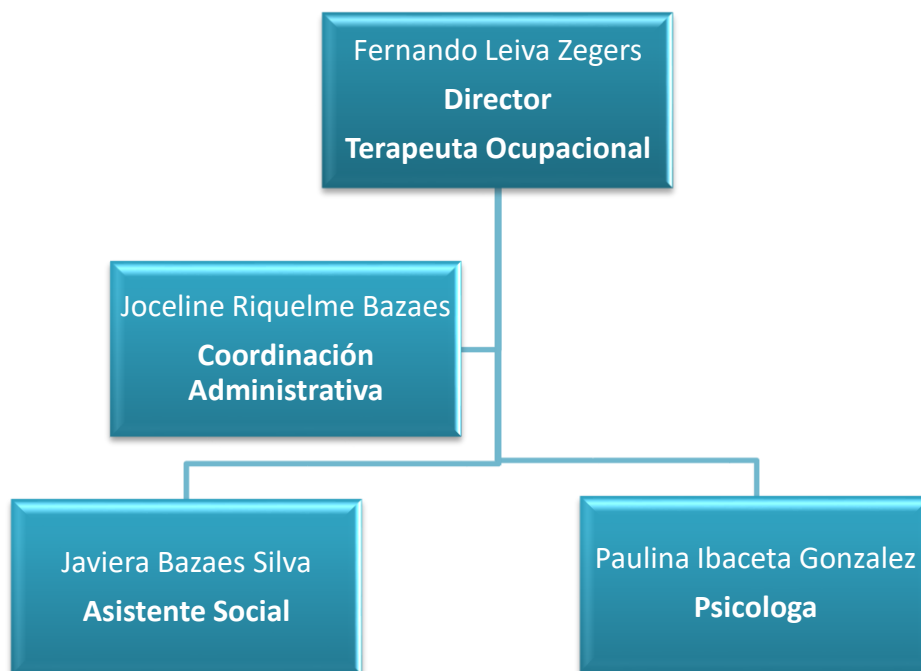 Fernando Leiva Zegers
Director
Terapeuta Ocupacional
Joceline Riquelme Bazaes
Coordinación
Administrativa
Javiera Bazaes Silva
Asistente Social
Paulina Ibaceta Gonzalez
Psicologa